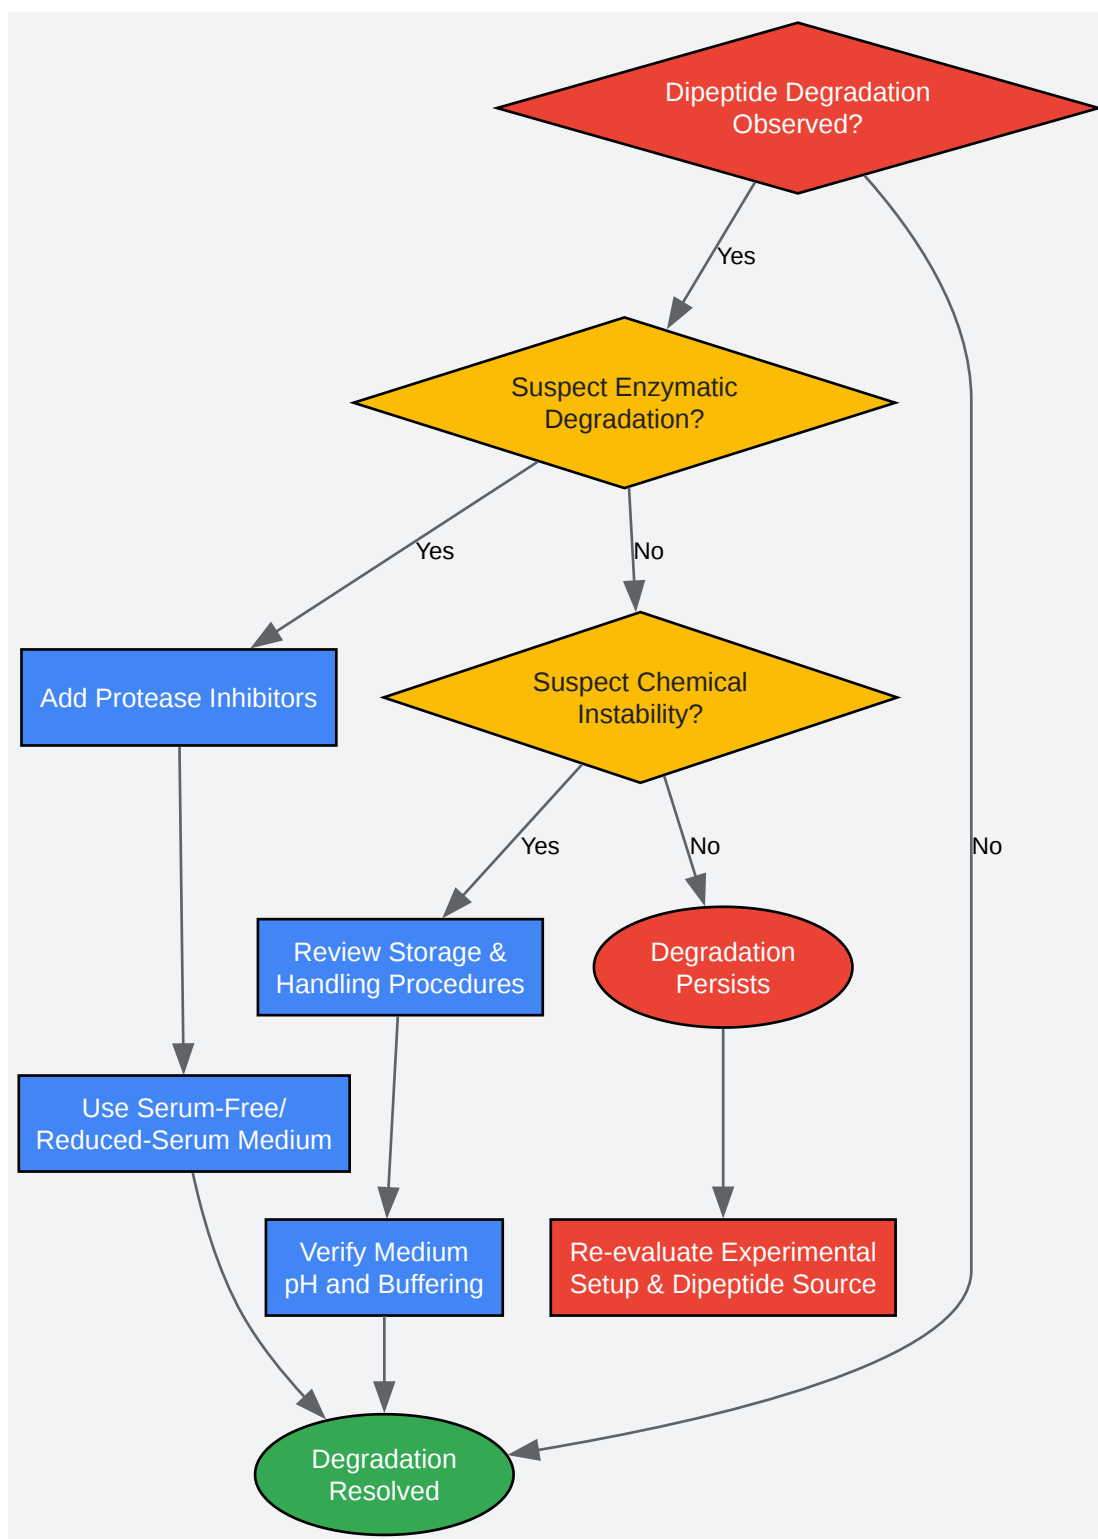 Dipeptide Degradation
Observed?
Yes
Suspect Enzymatic
Degradation?
Yes
No
Add Protease Inhibitors
Suspect Chemical
Instability?
Yes
No
No
Review Storage &
Handling Procedures
Degradation
Persists
Use Serum-Free/
Reduced-Serum Medium
Verify Medium
pH and Buffering
Re-evaluate Experimental
Setup & Dipeptide Source
Degradation
Resolved